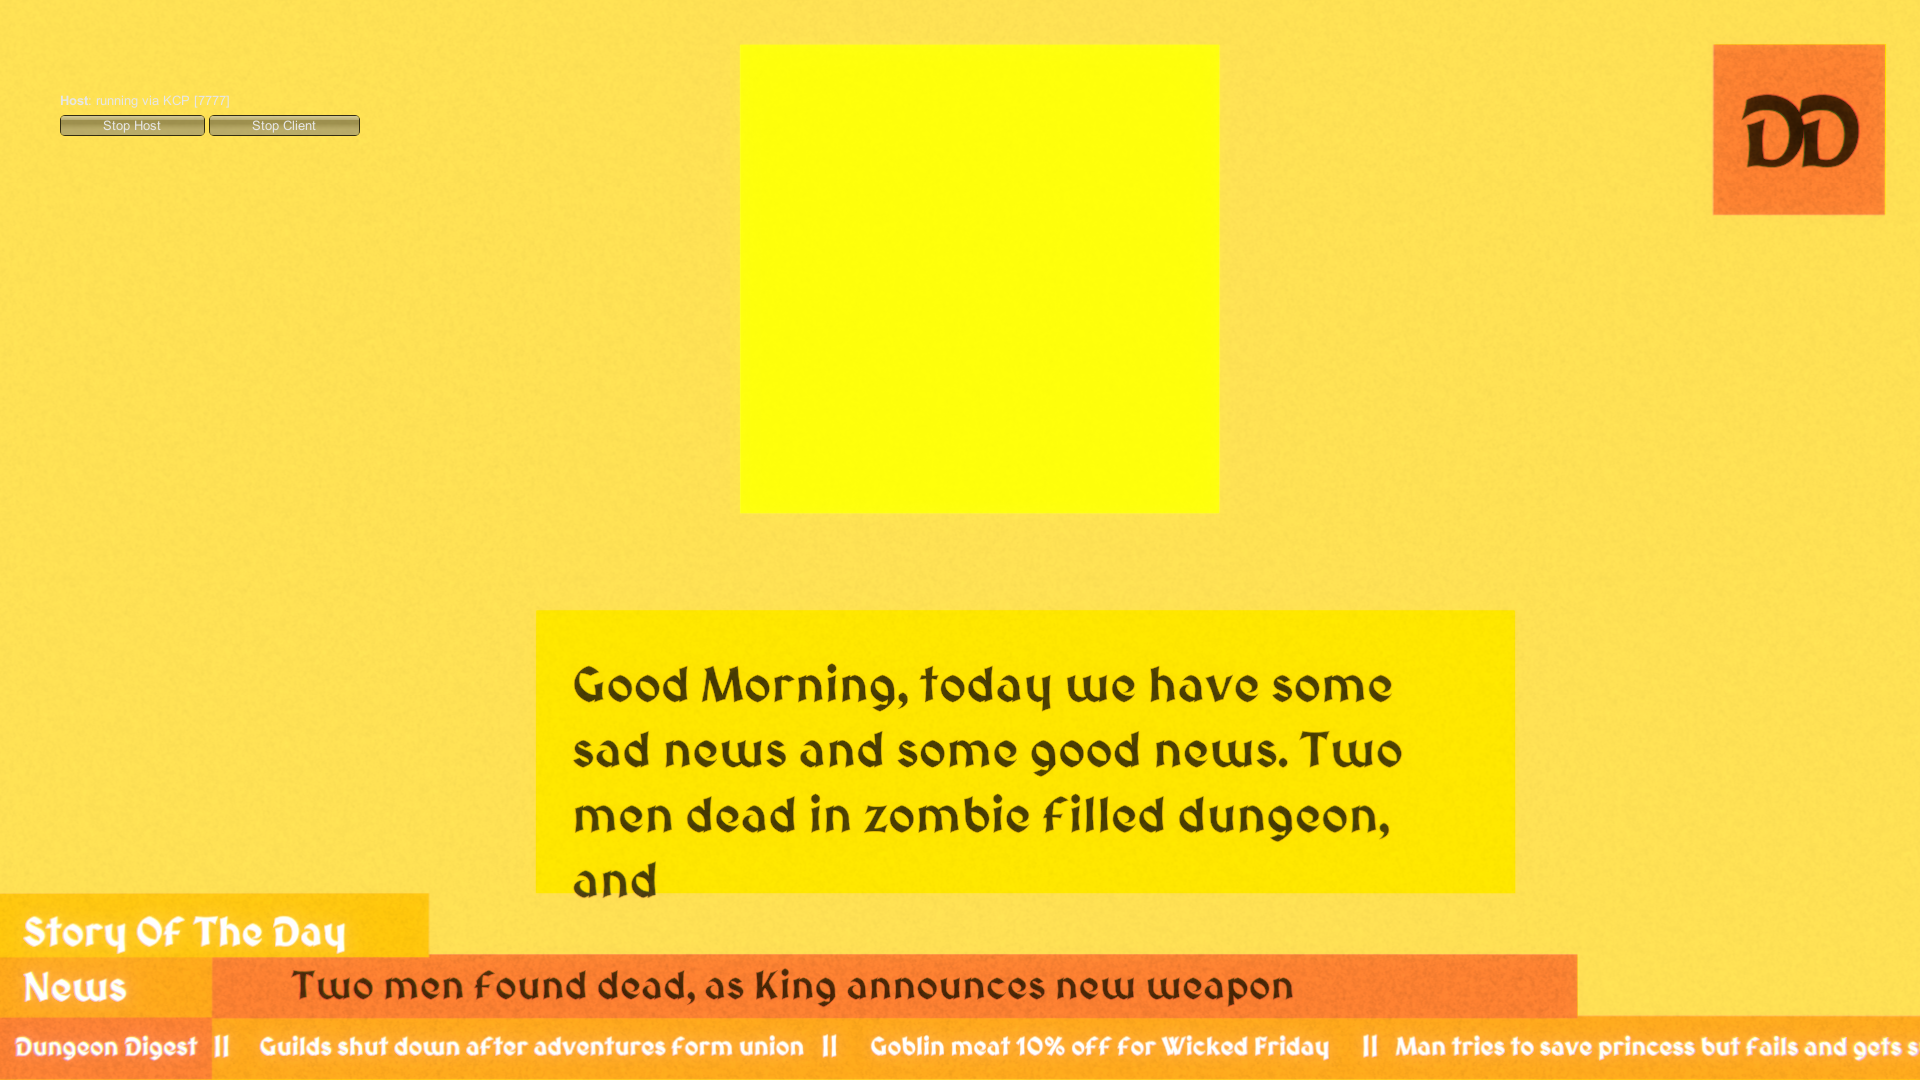 Host: running via KCP [7777]
Stop Host Stop Client
DD
Good Morning, today we have some
sad news and some good news. Two
men dead in zombie filled dungeon,
and
Story Of The Day
News
Two men found dead, as King announces new weapon
Dungeon Digest || Guilds shut down after adventures form union || Goblin meat 10% off for Wicked Friday || Man tries to save princess but fails and gets